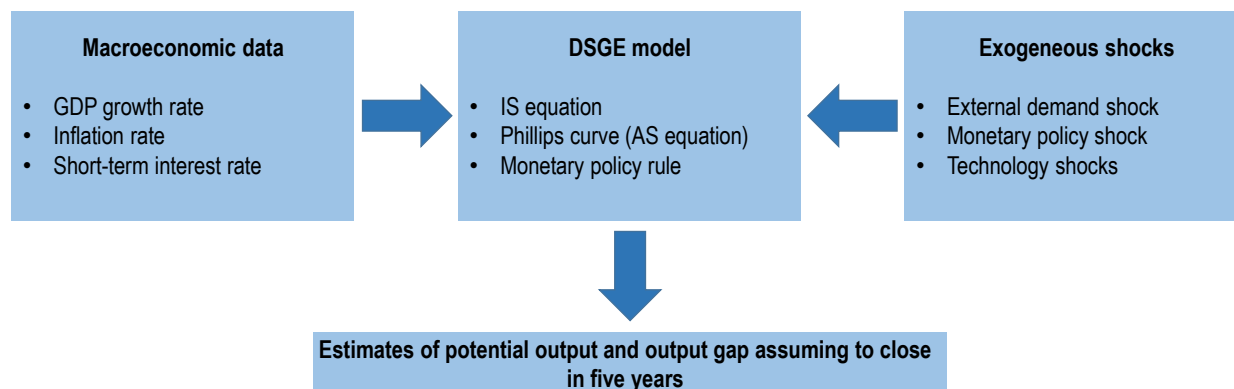 Macroeconomic data
• GDP growth rate
• Inflation rate
• Short-term interest rate
DSGE model
• IS equation
• Phillips curve (AS equation)
• Monetary policy rule
Exogeneous shocks
• External demand shock
• Monetary policy shock
• Technology shocks
Estimates of potential output and output gap assuming to close
in five years